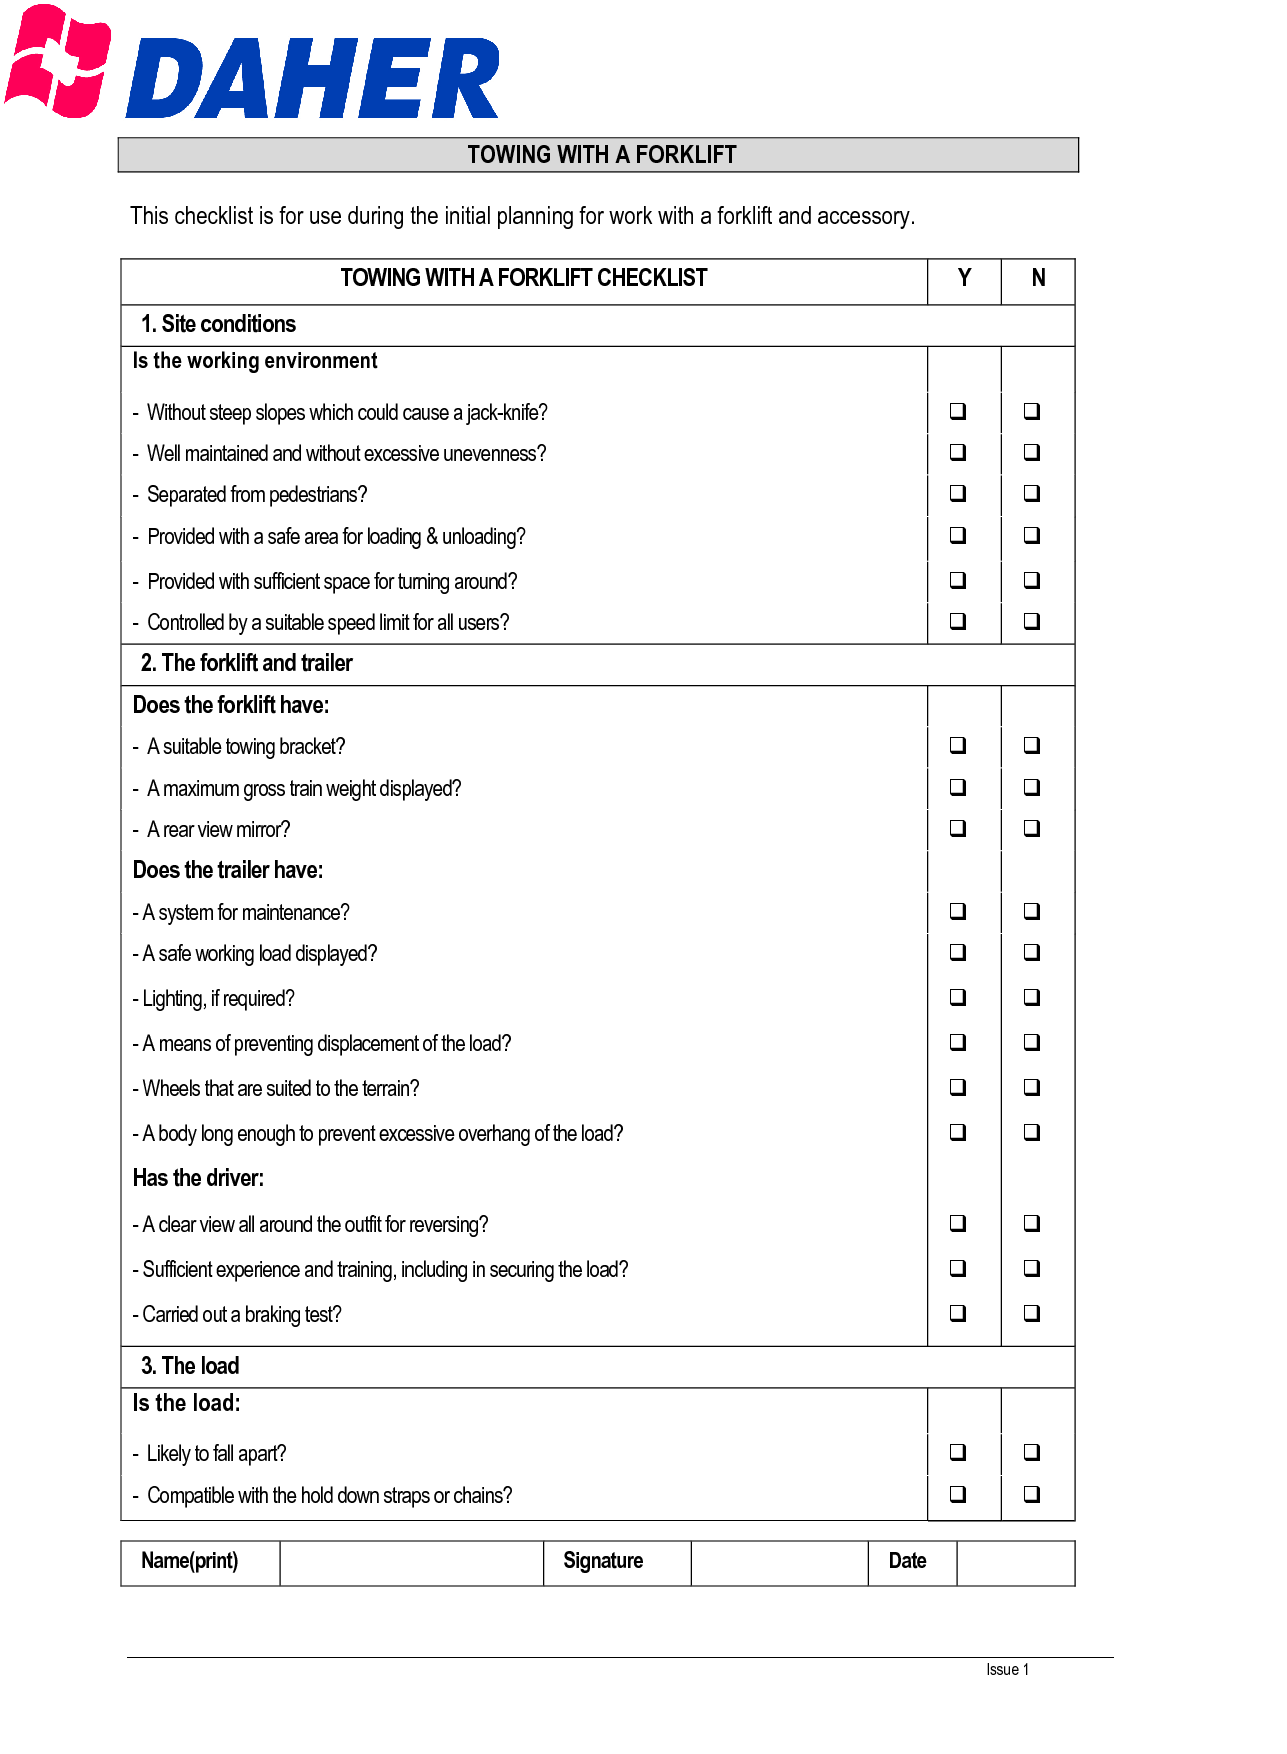 DAHER
TOWING WITH A FORKLIFT
This checklist is for use during the initial planning for work with a forklift and accessory.
TOWING WITH A FORKLIFT CHECKLIST Y N
1. Site conditions
Is the working environment
- Without steep slopes which could cause a jack-knife? ❑ ❑
- Well maintained and without excessive unevenness? ❑ ❑
- Separated from pedestrians? ❑ ❑
- Provided with a safe area for loading & unloading? ❑ ❑
- Provided with sufficient space for turning around? ❑ ❑
- Controlled by a suitable speed limit for all users? ❑ ❑
2. The forklift and trailer
Does the forklift have:
- A suitable towing bracket? ❑ ❑
- A maximum gross train weight displayed? ❑ ❑
- A rear view mirror? ❑ ❑
Does the trailer have:
- A system for maintenance? ❑ ❑
- A safe working load displayed? ❑ ❑
- Lighting, if required? ❑ ❑
- A means of preventing displacement of the load? ❑ ❑
- Wheels that are suited to the terrain? ❑ ❑
- A body long enough to prevent excessive overhang of the load? ❑ ❑
Has the driver:
- A clear view all around the outfit for reversing? ❑ ❑
- Sufficient experience and training, including in securing the load? ❑ ❑
- Carried out a braking test? ❑ ❑
3. The load
Is the load:
- Likely to fall apart? ❑ ❑
- Compatible with the hold down straps or chains? ❑ ❑
Name(print) Signature Date
Issue 1